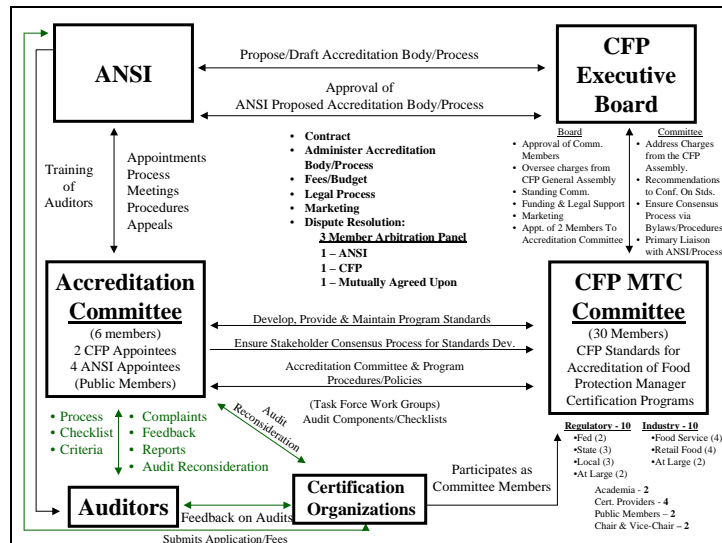 ANSI
Propose/Draft Accreditation Body/Process
CFP
Executive
Board
Approval of
ANSI Proposed Accreditation Body/Process
• Contract
• Administer Accreditation
Body/Process
• Fees/Budget
• Legal Process
• Marketing
• Dispute Resolution:
3 Member Arbitration Panel
1 – ANSI
1 – CFP
1 – Mutually Agreed Upon
Board
• Approval of Comm.
Members
• Oversee charges from
CFP General Assembly
• Standing Comm.
• Funding & Legal Support
• Marketing
• Appt. of 2 Members To
Accreditation Committee
Committee
• Address Charges
from the CFP
Assembly.
• Recommendations
to Conf. On Stds.
• Ensure Consensus
Process via
Bylaws/Procedures
• Primary Liaison
with ANSI/Process
Training
of
Auditors
Appointments
Process
Meetings
Procedures
Appeals
Accreditation
Committee
(6 members)
2 CFP Appointees
4 ANSI Appointees
(Public Members)
Develop, Provide & Maintain Program Standards
Ensure Stakeholder Consensus Process for Standards Dev.
Accreditation Committee & Program
Procedures/Policies
(Task Force Work Groups)
Audit Components/Checklists
CFP MTC
Committee
(30 Members)
CFP Standards for
Accreditation of Food
Protection Manager
Certification Programs
• Process
• Checklist
• Criteria
• Complaints
• Feedback
• Reports
• Audit Reconsideration
Audit
Reconsideration
Auditors
Feedback on Audits
Certification
Organizations
Participates as
Committee Members
Submits Application/Fees
Regulatory - 10
•Fed (2)
•State (3)
•Local (3)
•At Large (2)
Industry - 10
•Food Service (4)
•Retail Food (4)
•At Large (2)
Academia - 2
Cert. Providers - 4
Public Members – 2
Chair & Vice-Chair – 2